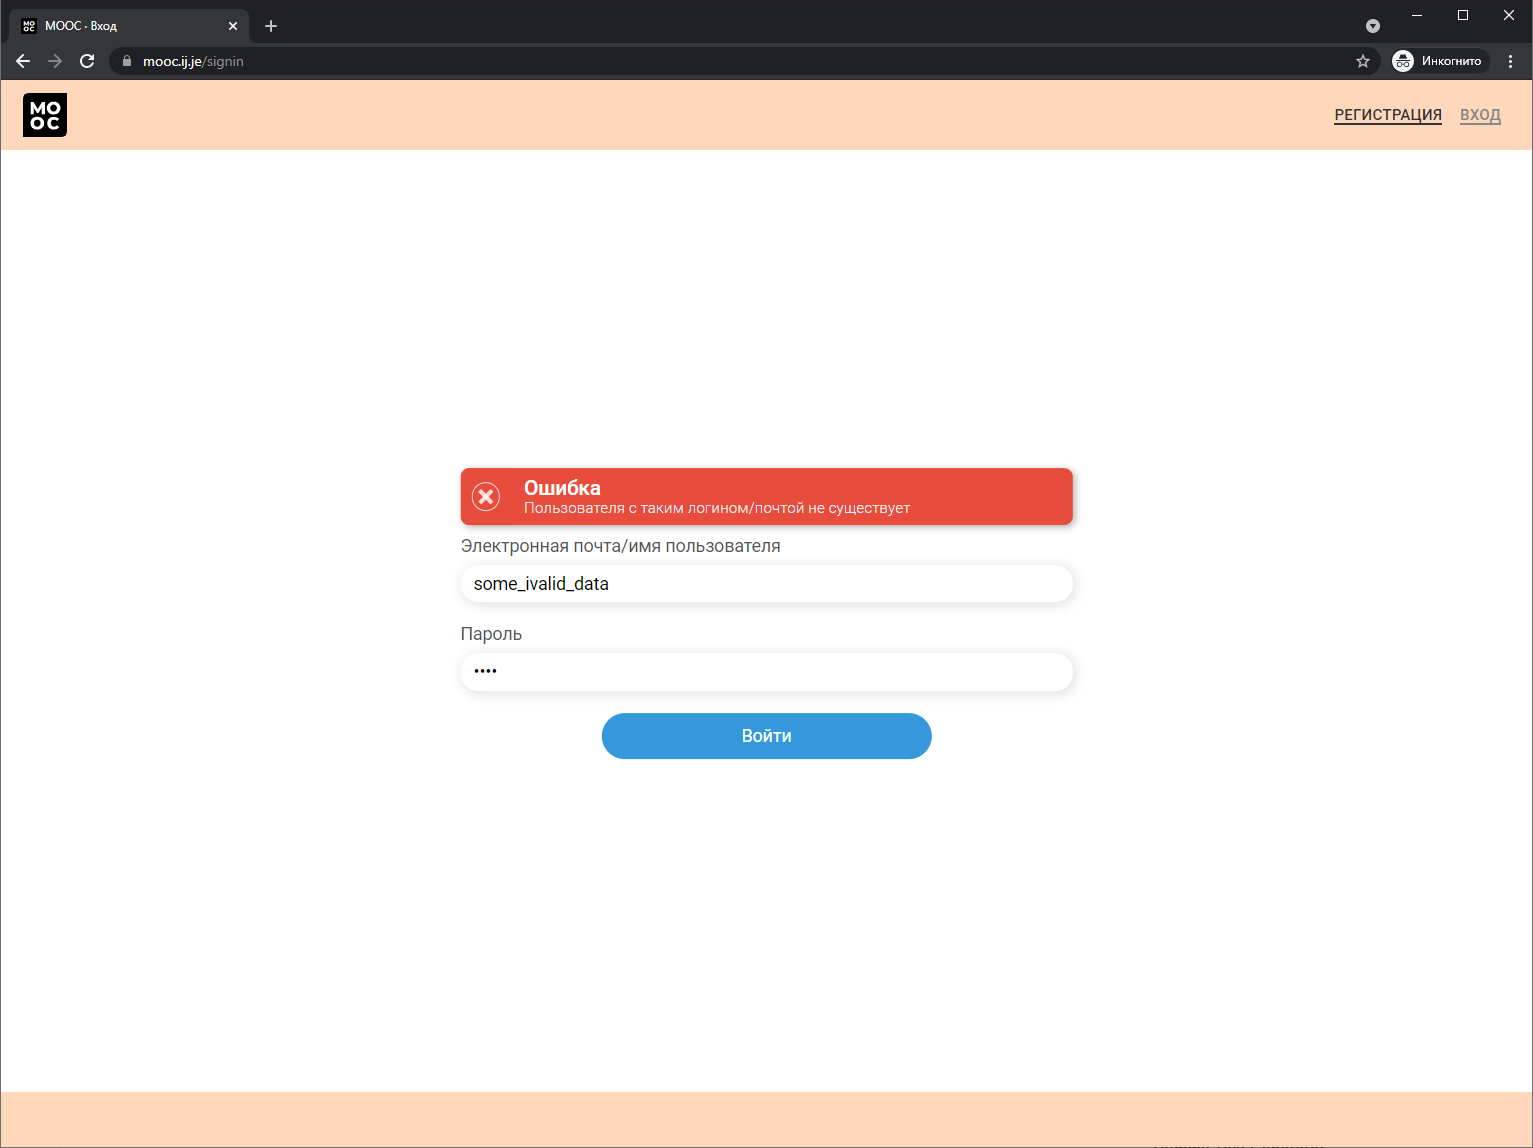 MOOC · Вход
mooc.ij.je/signin
Инкогнито
MO
OC
РЕГИСТРАЦИЯ
ВХОД
Ошибка
Пользователя с таким логином/почтой не существует
Электронная почта/имя пользователя
some_ivalid_data
Пароль
••••
Войти